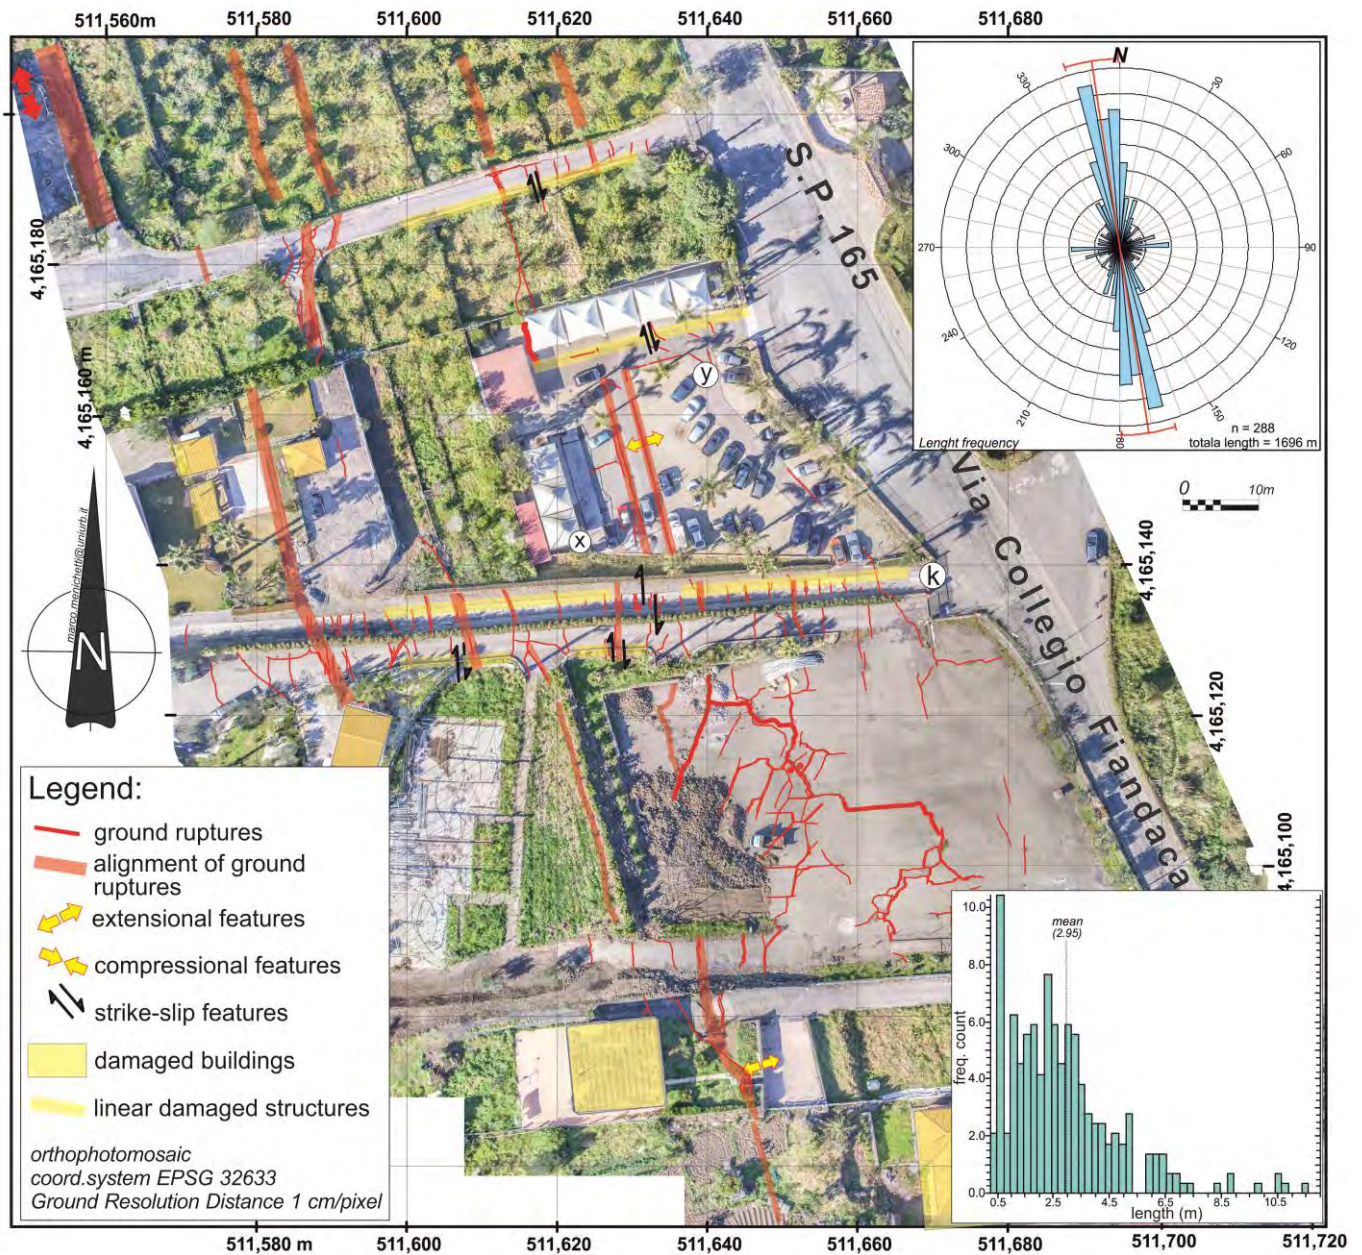 511,560m 511,580 511,600 511,620 511,640 511,660 511,680
4,165,180
4,165,160 m
4,165,140
4,165,120
4,165,100
S.P. 165
Via Collegio Fiandaca
y
x
k
marco.menichetti@uniurb.it
N
N
330
30
300
60
270
90
240
120
210
150
Lenght frequency
n = 288
totala length = 1696 m
0 10m
Legend:
ground ruptures
alignment of ground
ruptures
extensional features
compressional features
strike-slip features
damaged buildings
linear damaged structures
orthophotomosaic
coord.system EPSG 32633
Ground Resolution Distance 1 cm/pixel
mean
(2.95)
freq. count
10.0
8.0
6.0
4.0
2.0
0.0
0.5 2.5 4.5 6.5 8.5 10.5
length (m)
511,580 m 511,600 511,620 511,640 511,660 511,680 511,700 511,720